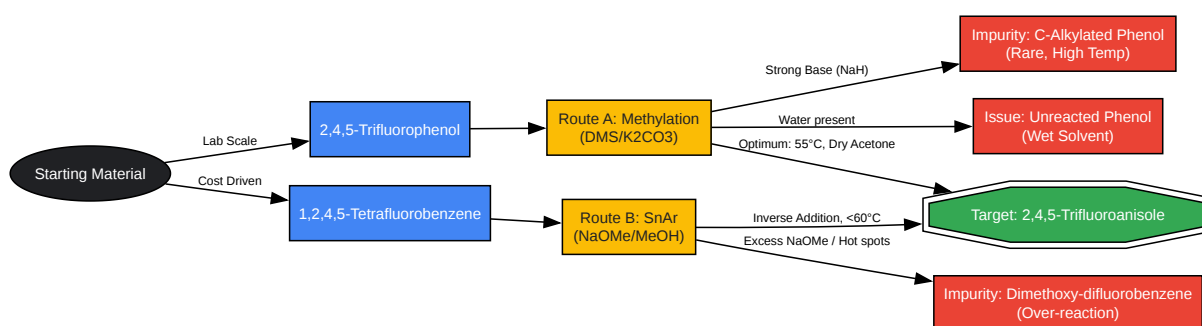 Impurity: C-Alkylated Phenol
(Rare, High Temp)
Strong Base (NaH)
2,4,5-Trifluorophenol
Route A: Methylation
(DMS/K2CO3)
Water present
Issue: Unreacted Phenol
(Wet Solvent)
Lab Scale
Optimum: 55°C, Dry Acetone
Starting Material
Cost Driven
1,2,4,5-Tetrafluorobenzene
Route B: SnAr
(NaOMe/MeOH)
Inverse Addition, <60°C
Target: 2,4,5-Trifluoroanisole
Excess NaOMe / Hot spots
Impurity: Dimethoxy-difluorobenzene
(Over-reaction)